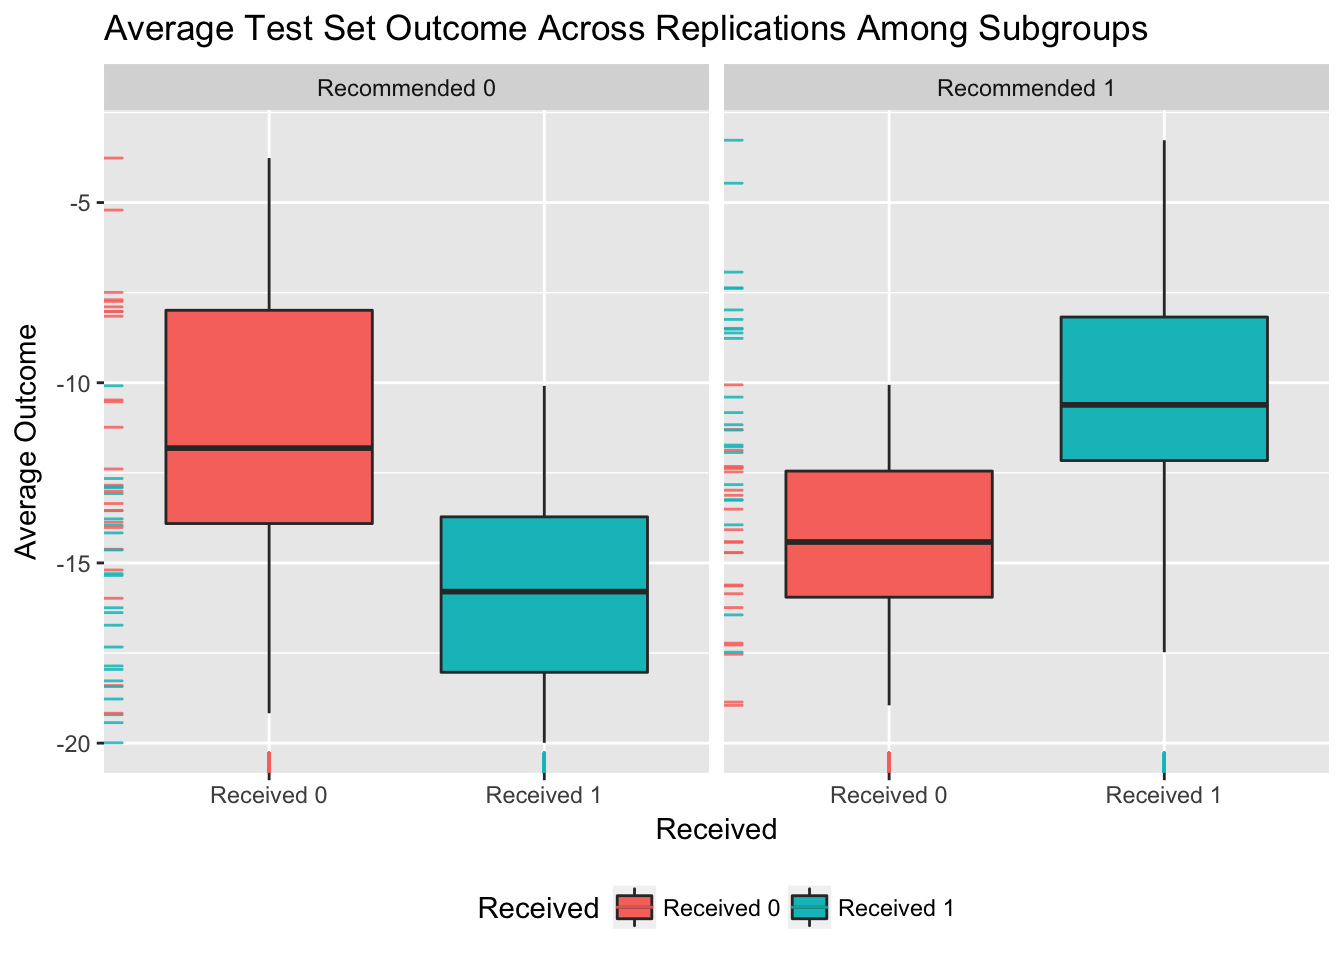 Average Test Set Outcome Across Replications Among Subgroups
Recommended 0
Recommended 1
Average Outcome
-5
-10
-15
-20
Received 0
Received 1
Received 0
Received 1
Received
Received
Received 0
Received 1